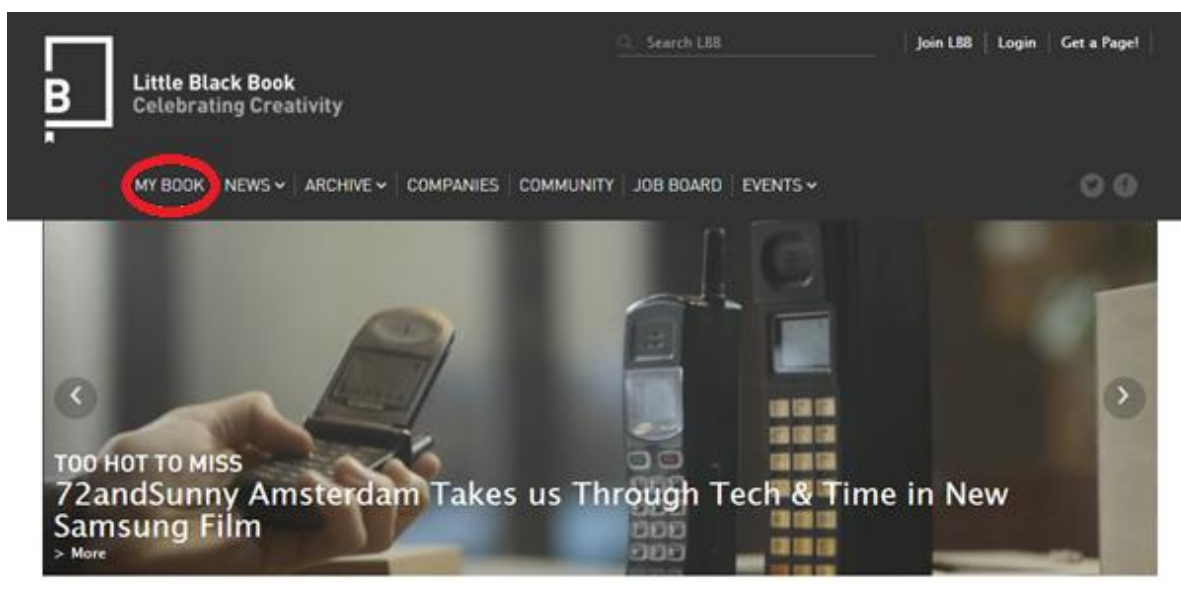 Search LBB
Join LBB
Login
Get a Page!
B
Little Black Book
Celebrating Creativity
MY BOOK
NEWS
ARCHIVE
COMPANIES
COMMUNITY
JOB BOARD
EVENTS
TOO HOT TO MISS
72andSunny Amsterdam Takes us Through Tech & Time in New
Samsung Film
> More